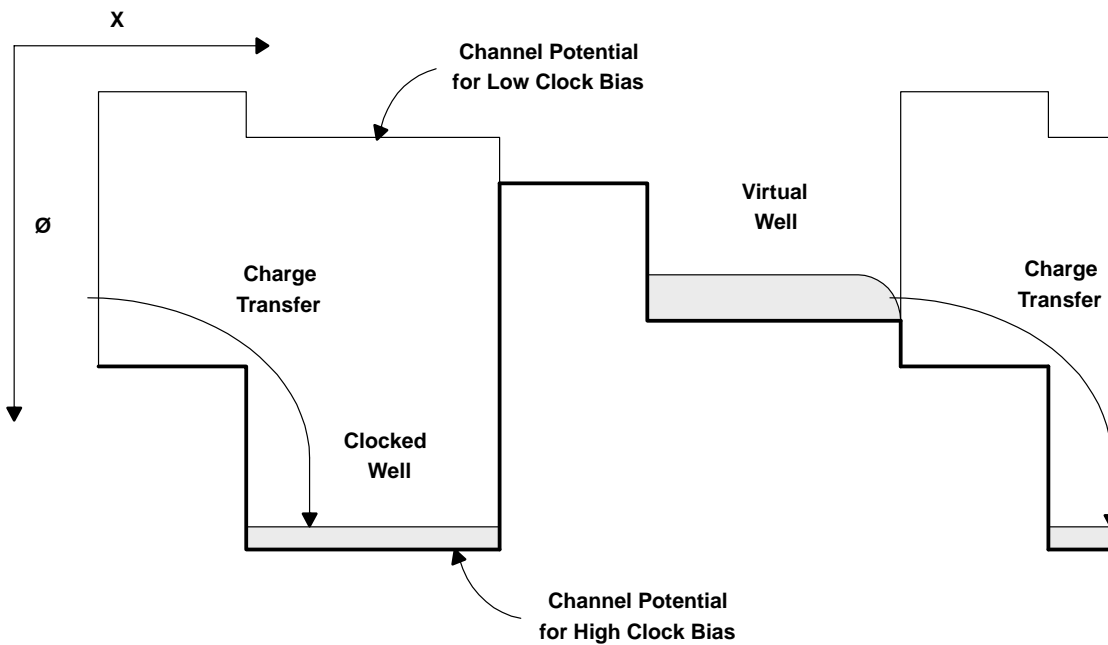 X
Channel Potential
for Low Clock Bias
Ø
Virtual
Well
Charge
Transfer
Charge
Transfer
Clocked
Well
Channel Potential
for High Clock Bias